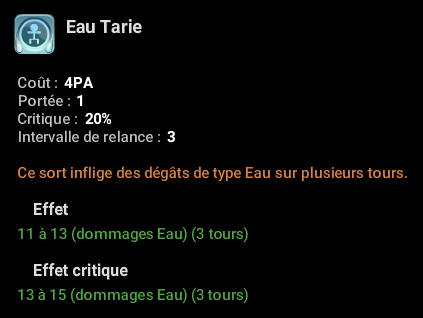 Eau Tarie
Coût : 4PA
Portée : 1
Critique : 20%
Intervalle de relance : 3
Ce sort inflige des dégâts de type Eau sur plusieurs tours.
Effet
11 à 13 (dommages Eau) (3 tours)
Effet critique
13 à 15 (dommages Eau) (3 tours)